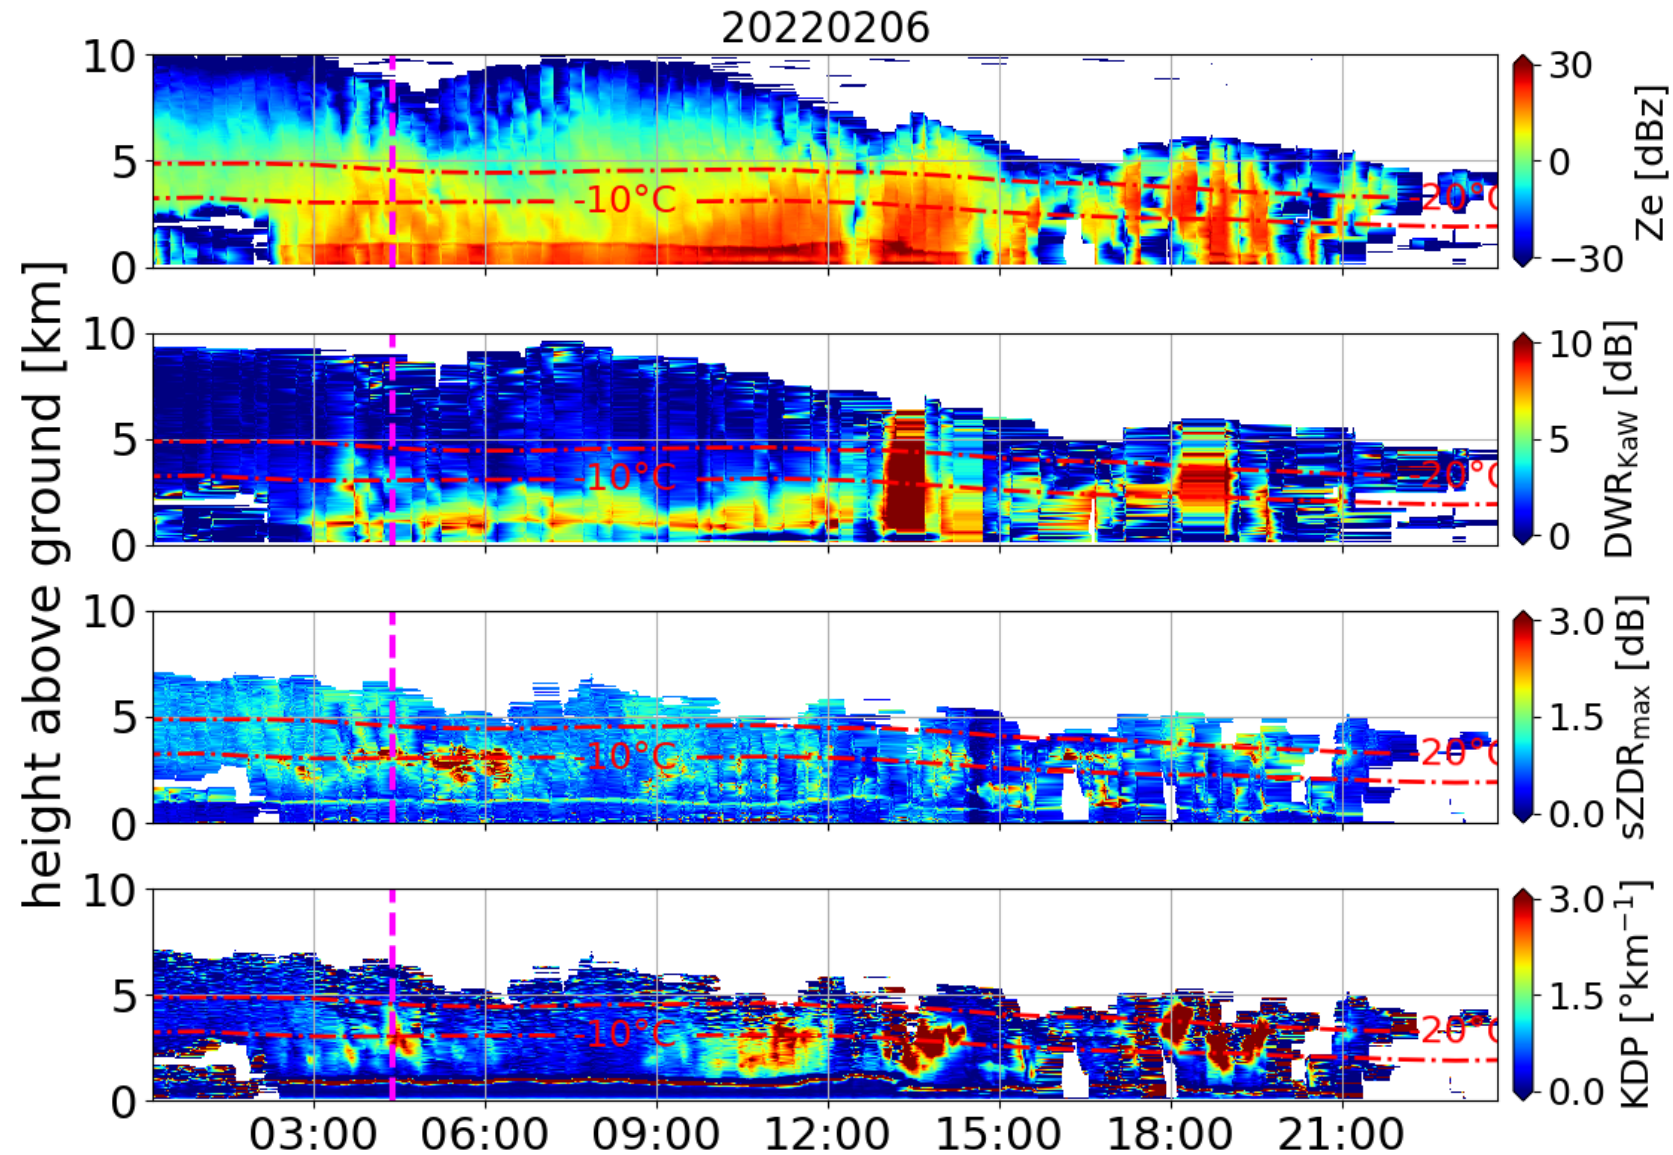 20220206
height above ground [km]
10
5
0
-10°C
-20°C
30
0
−30
Ze [dBz]
10
5
0
-10°C
-20°C
10
5
0
DWR_KaW [dB]
10
5
0
-10°C
-20°C
3.0
1.5
0.0
sZDR_max [dB]
10
5
0
-10°C
-20°C
3.0
1.5
0.0
KDP [°km⁻¹]
03:00 06:00 09:00 12:00 15:00 18:00 21:00